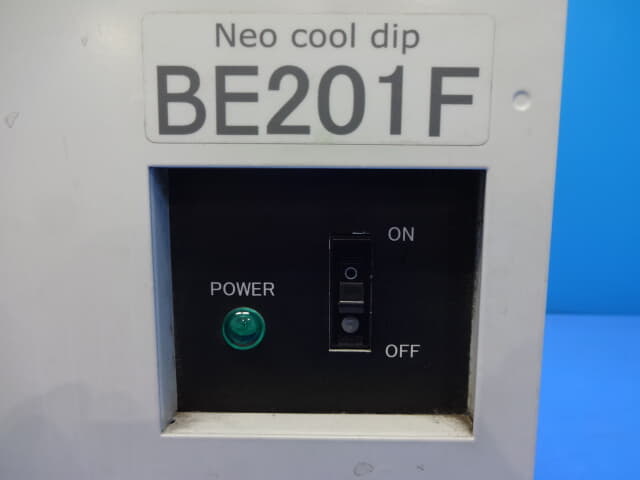 Neo cool dip
BE201F
ON
POWER
OFF